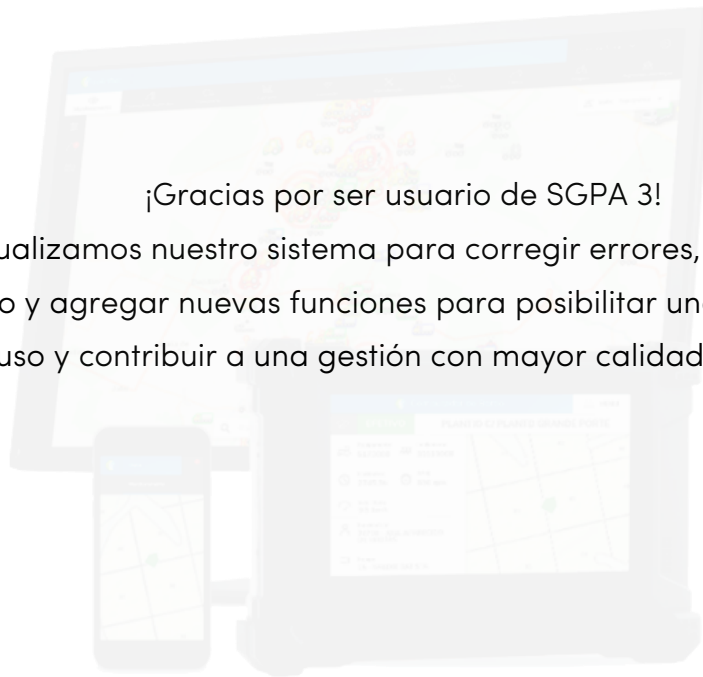 ¡Gracias por ser usuario de SGPA 3!
ualizamos nuestro sistema para corregir errores,
o y agregar nuevas funciones para posibilitar un
uso y contribuir a una gestión con mayor calidad